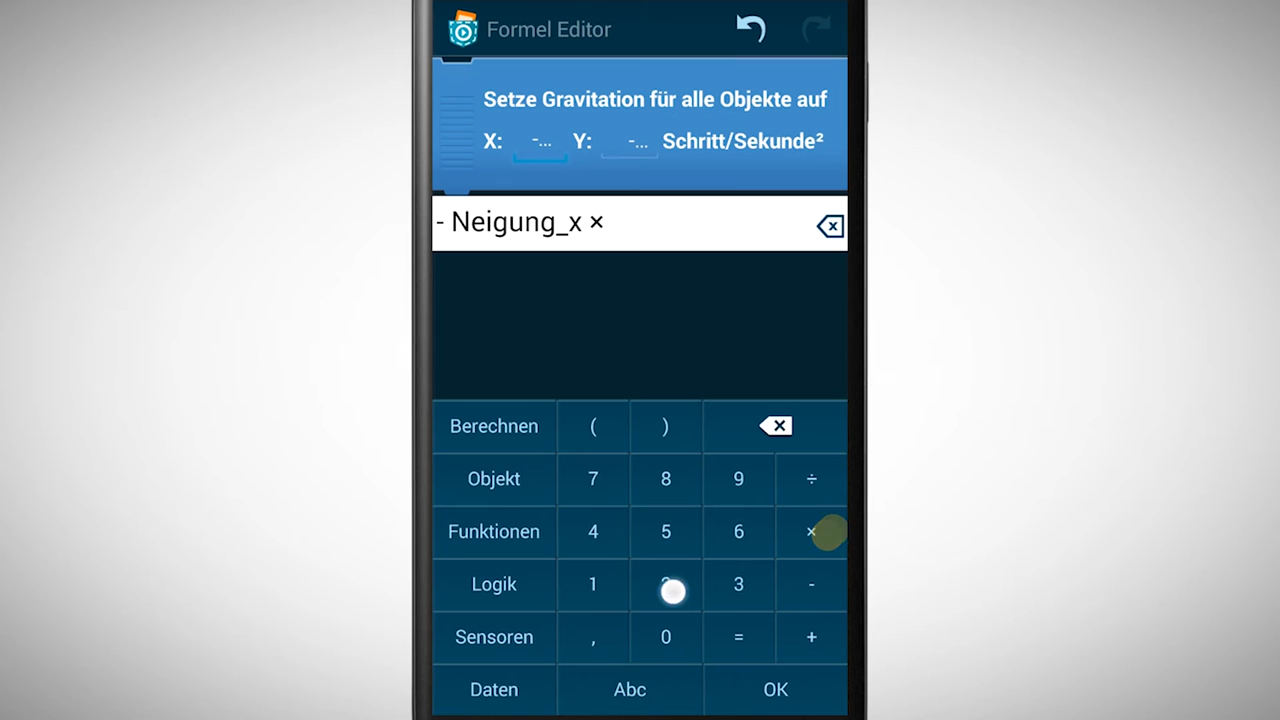 Formel Editor
Setze Gravitation für alle Objekte auf
X: -... Y: -... Schritt/Sekunde²
- Neigung_x ×
Berechnen ( )
Objekt 7 8 9 ÷
Funktionen 4 5 6 ×
Logik 1 3 -
Sensoren , 0 = +
Daten Abc OK